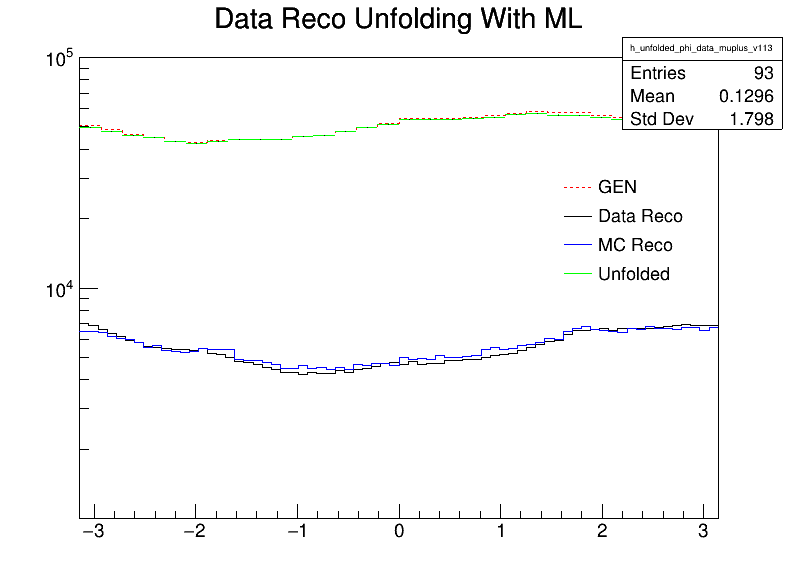 Data Reco Unfolding With ML
h_unfolded_phi_data_muplus_v113
Entries 93
Mean 0.1296
Std Dev 1.798
10^5
GEN
Data Reco
MC Reco
Unfolded
10^4
−3 −2 −1 0 1 2 3